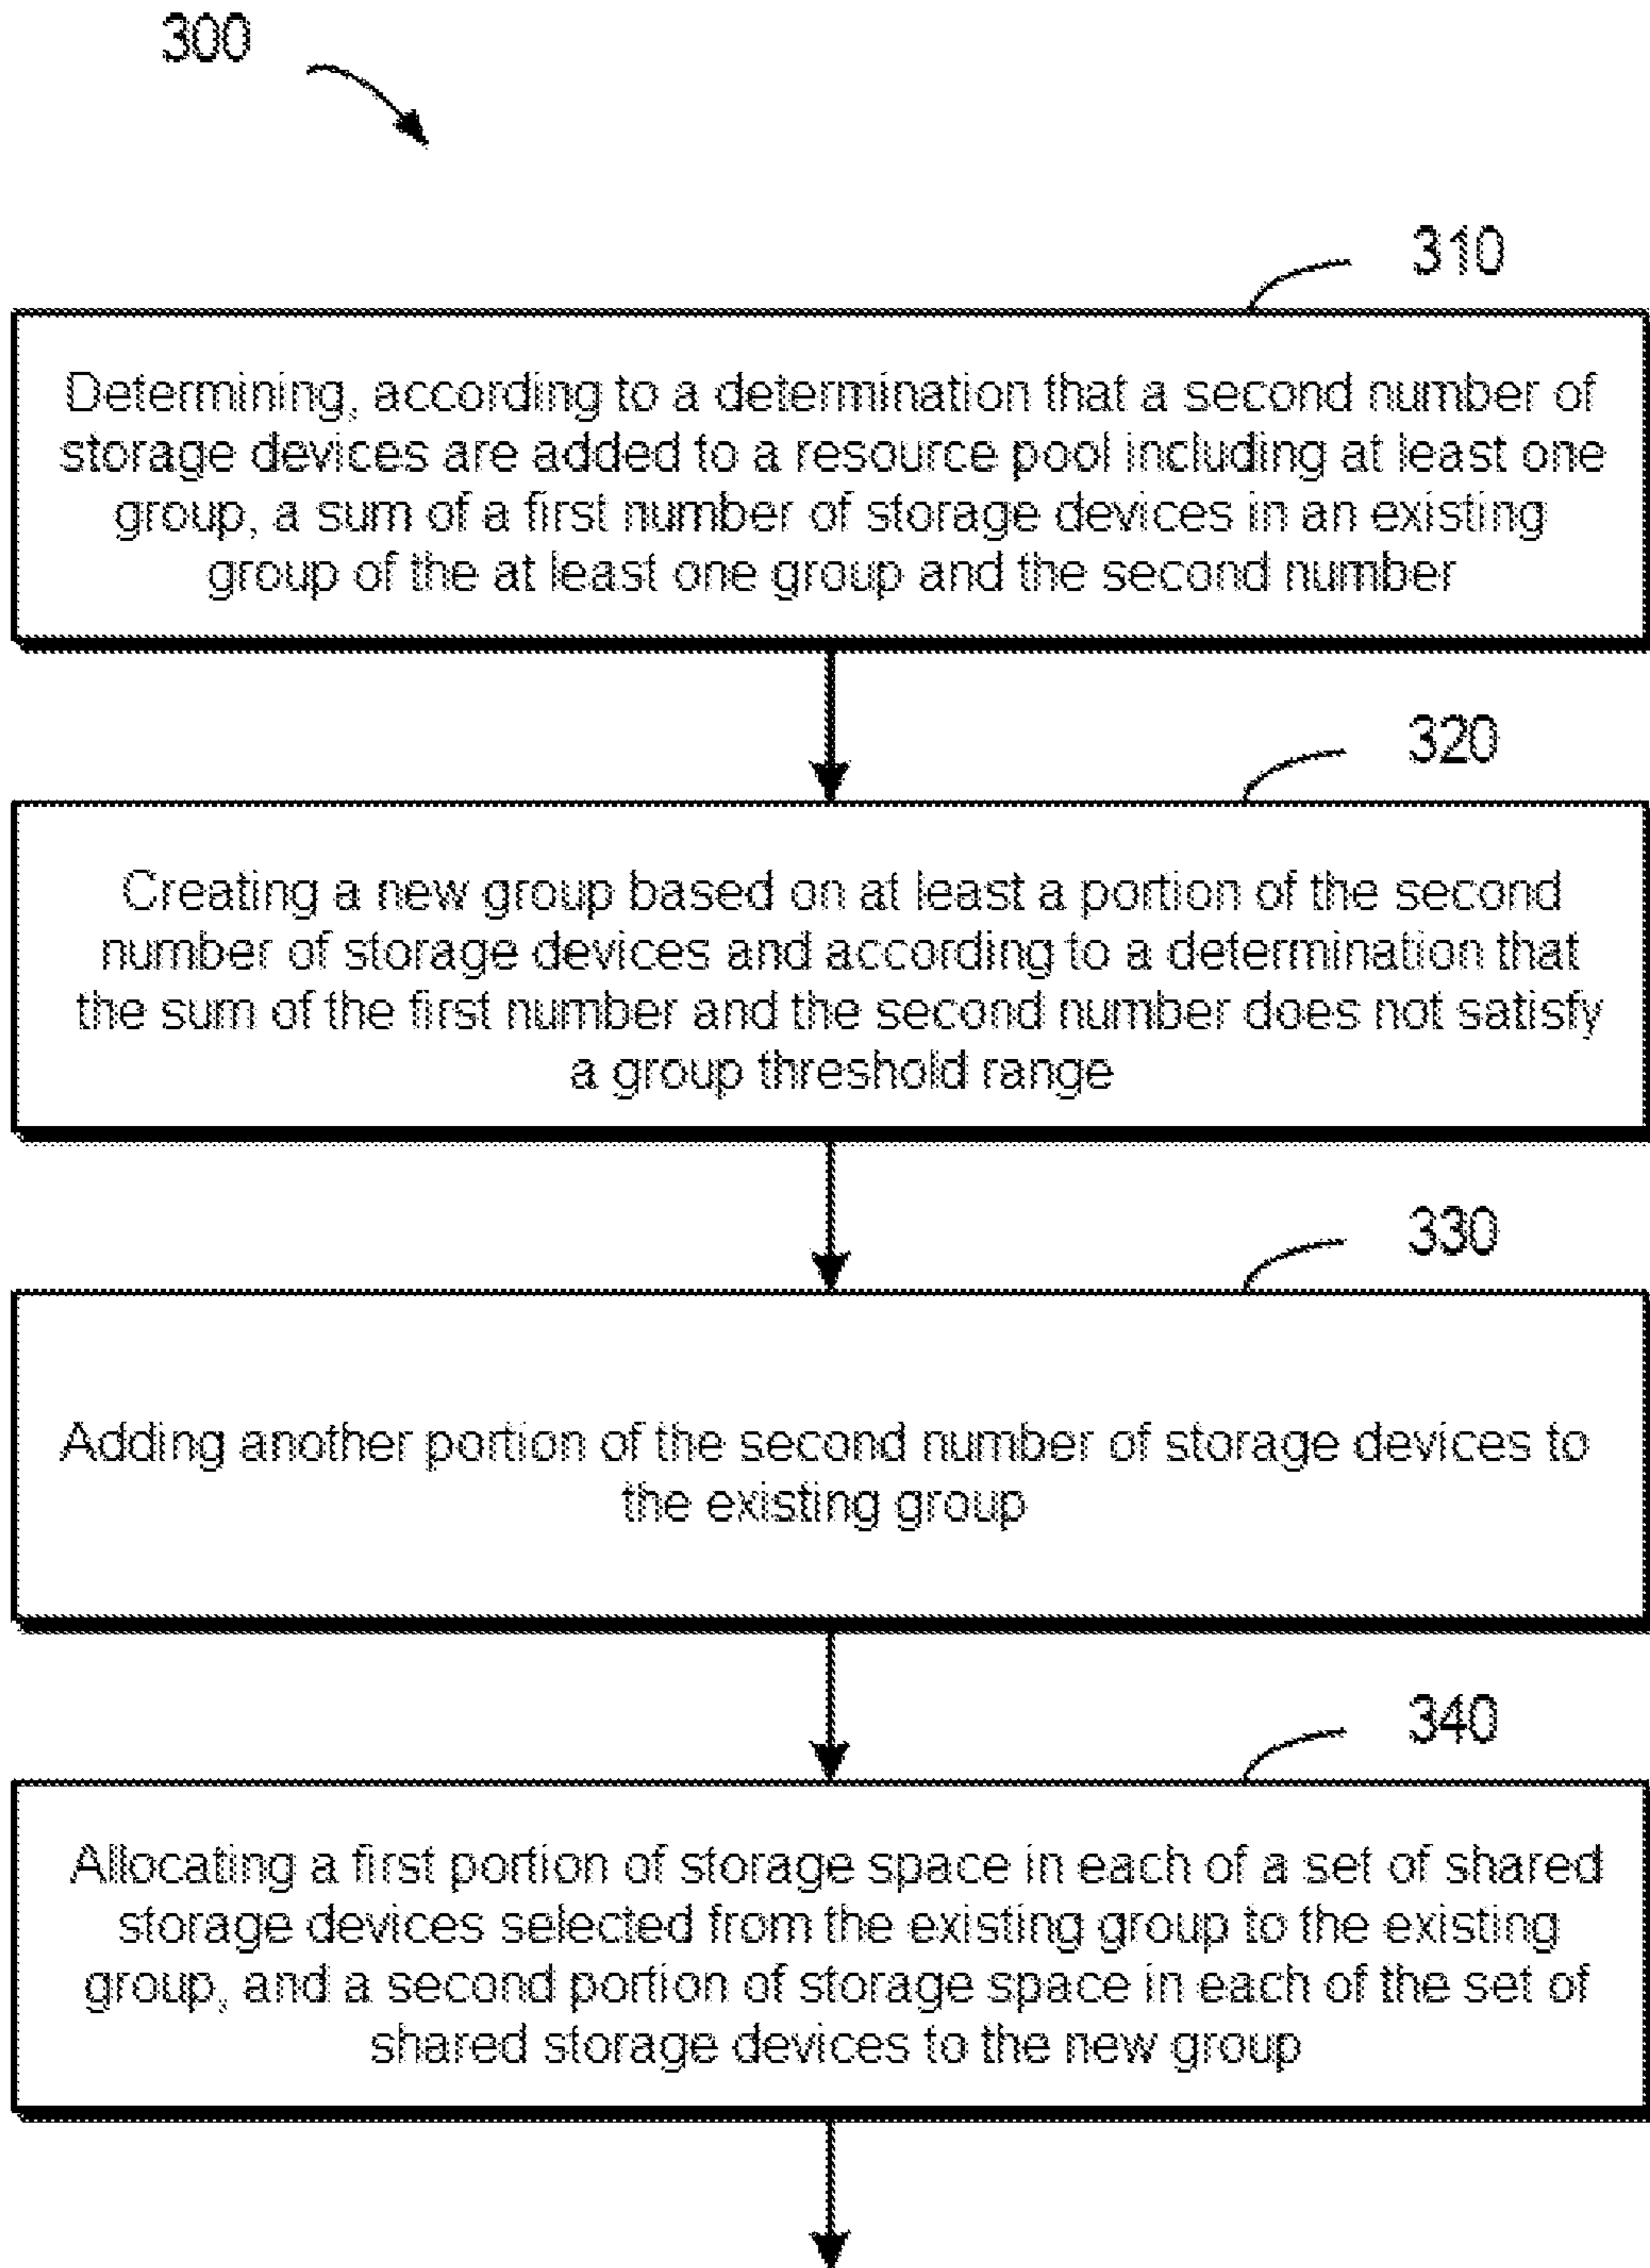 300
310
Determining, according to a determination that a second number of
storage devices are added to a resource pool including at least one
group, a sum of a first number of storage devices in an existing
group of the at least one group and the second number
320
Creating a new group based on at least a portion of the second
number of storage devices and according to a determination that
the sum of the first number and the second number does not satisfy
a group threshold range
330
Adding another portion of the second number of storage devices to
the existing group
340
Allocating a first portion of storage space in each of a set of shared
storage devices selected from the existing group to the existing
group, and a second portion of storage space in each of the set of
shared storage devices to the new group